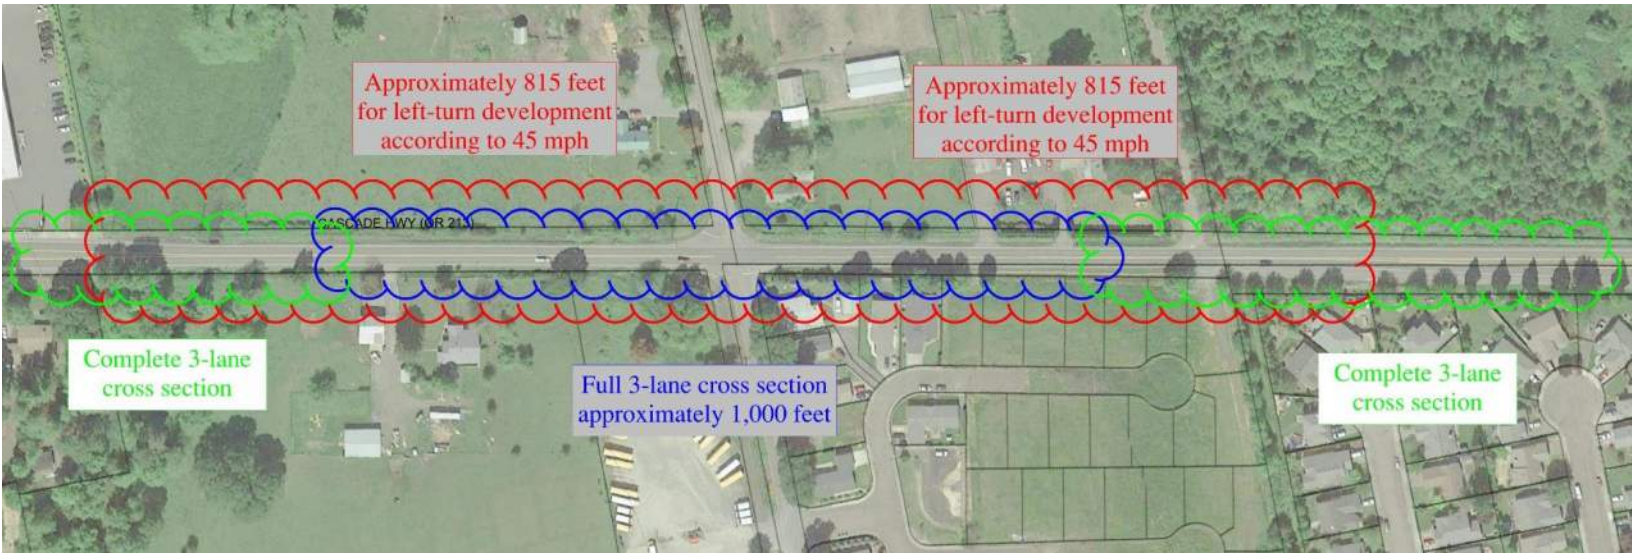 Approximately 815 feet
for left-turn development
according to 45 mph
Approximately 815 feet
for left-turn development
according to 45 mph
CASCADE HWY (OR 213)
Complete 3-lane
cross section
Full 3-lane cross section
approximately 1,000 feet
Complete 3-lane
cross section